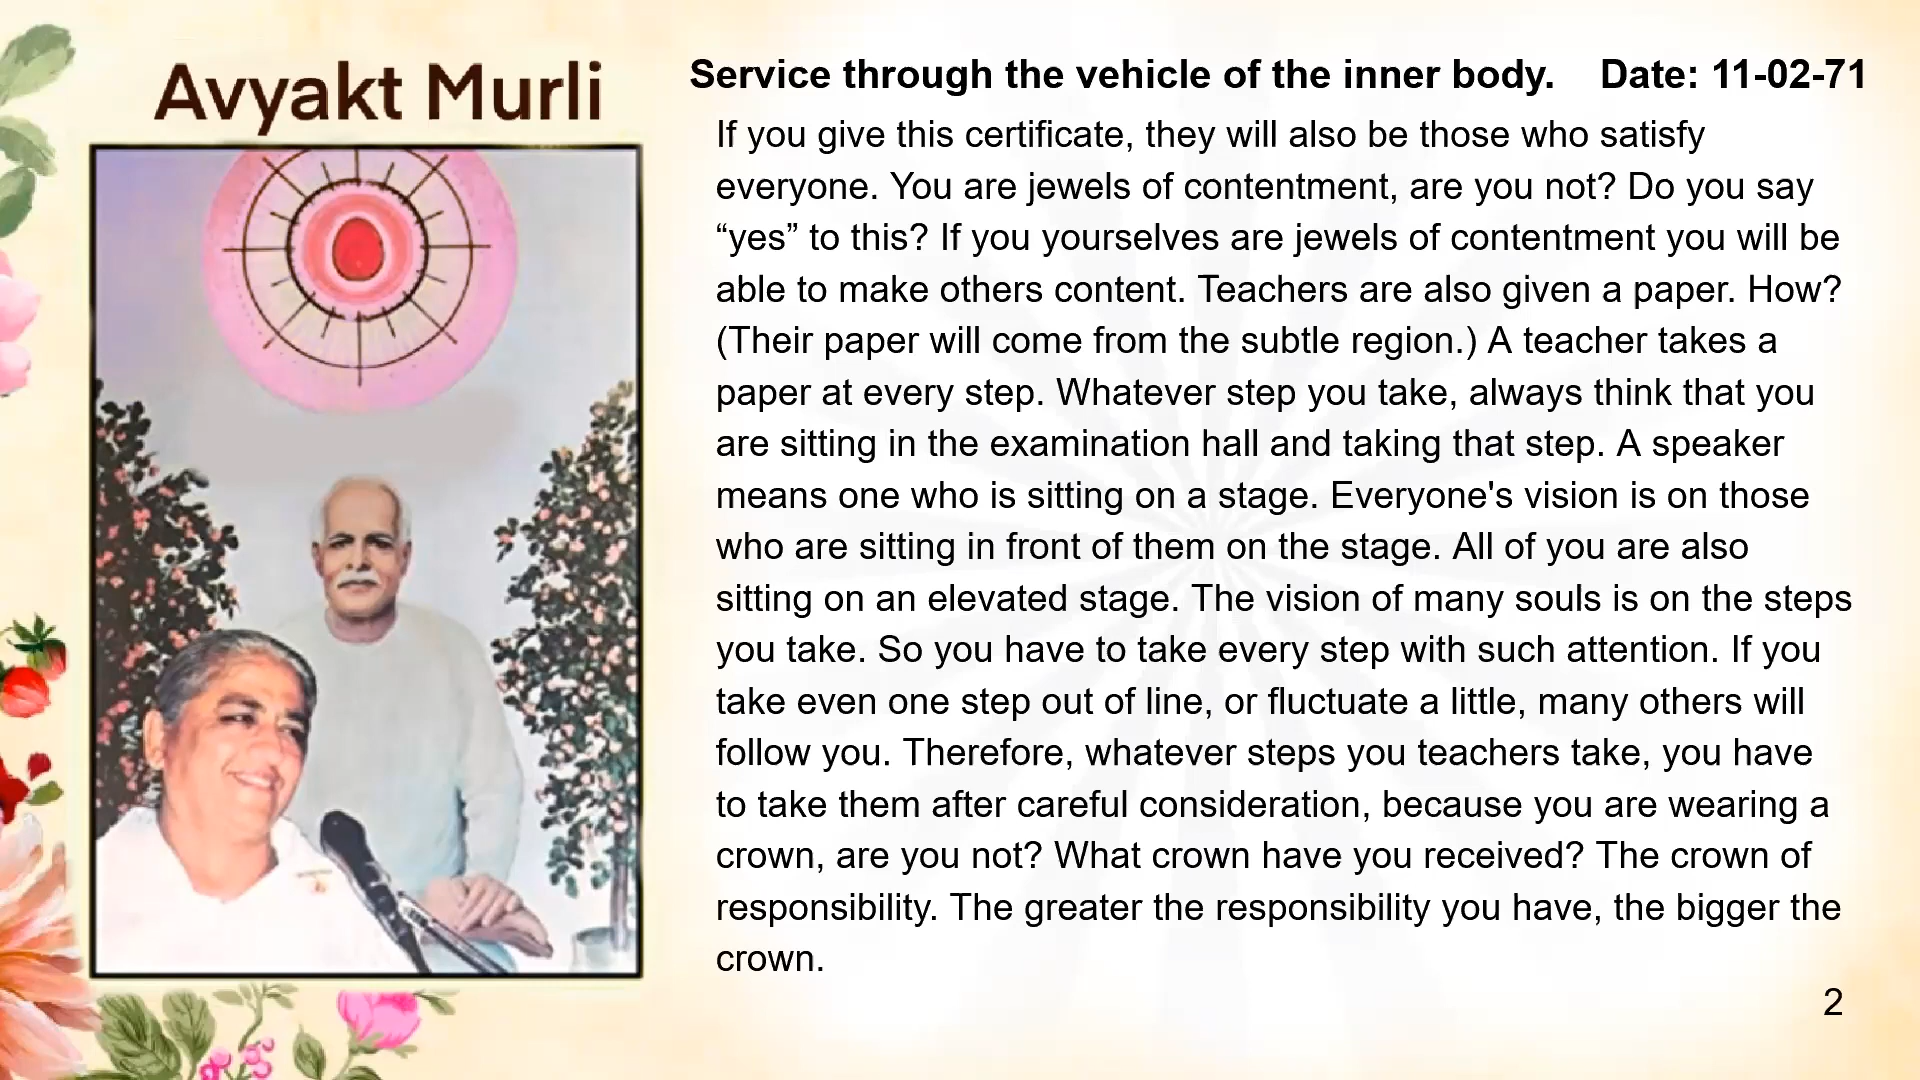 Avyakt Murli
Service through the vehicle of the inner body. Date: 11-02-71
If you give this certificate, they will also be those who satisfy
everyone. You are jewels of contentment, are you not? Do you say
“yes” to this? If you yourselves are jewels of contentment you will be
able to make others content. Teachers are also given a paper. How?
(Their paper will come from the subtle region.) A teacher takes a
paper at every step. Whatever step you take, always think that you
are sitting in the examination hall and taking that step. A speaker
means one who is sitting on a stage. Everyone's vision is on those
who are sitting in front of them on the stage. All of you are also
sitting on an elevated stage. The vision of many souls is on the steps
you take. So you have to take every step with such attention. If you
take even one step out of line, or fluctuate a little, many others will
follow you. Therefore, whatever steps you teachers take, you have
to take them after careful consideration, because you are wearing a
crown, are you not? What crown have you received? The crown of
responsibility. The greater the responsibility you have, the bigger the
crown.
2